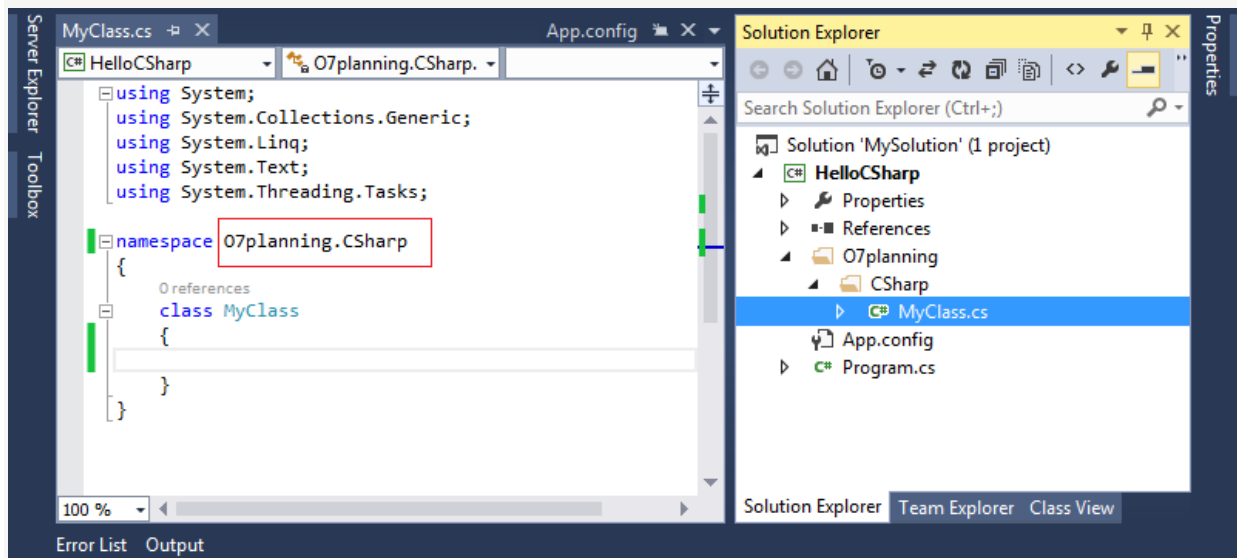 Server Explorer
Toolbox
MyClass.cs
App.config
C# HelloCSharp
O7planning.CSharp.
using System;
using System.Collections.Generic;
using System.Linq;
using System.Text;
using System.Threading.Tasks;
namespace O7planning.CSharp
{
0 references
class MyClass
{
}
}
100 %
Error List Output
Solution Explorer
Search Solution Explorer (Ctrl+;)
Solution 'MySolution' (1 project)
C# HelloCSharp
Properties
References
O7planning
CSharp
C# MyClass.cs
App.config
C# Program.cs
Solution Explorer Team Explorer Class View
Properties